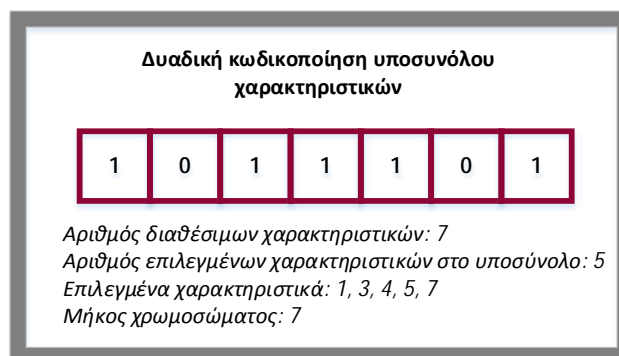 Δυαδική κωδικοποίηση υποσυνόλου
χαρακτηριστικών
1 0 1 1 1 0 1
Αριθμός διαθέσιμων χαρακτηριστικών: 7
Αριθμός επιλεγμένων χαρακτηριστικών στο υποσύνολο: 5
Επιλεγμένα χαρακτηριστικά: 1, 3, 4, 5, 7
Μήκος χρωμοσώματος: 7